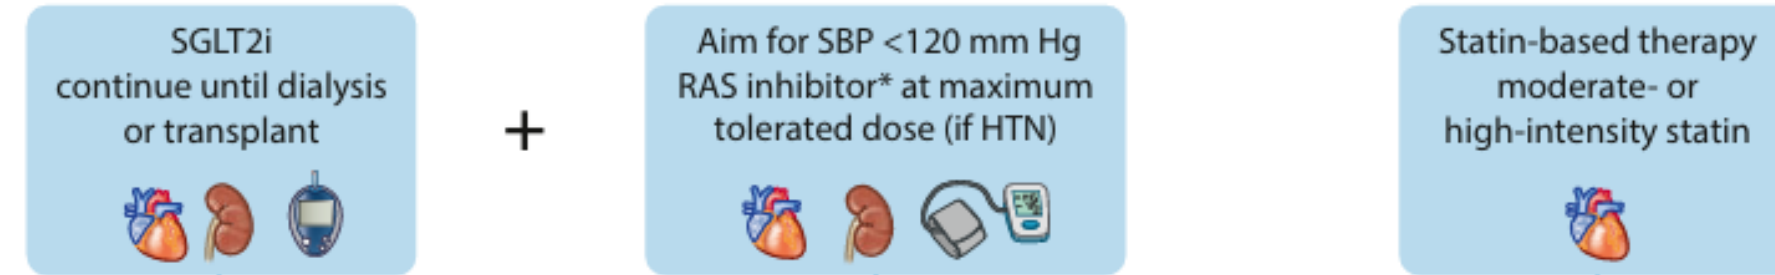 SGLT2i
continue until dialysis
or transplant
+
Aim for SBP <120 mm Hg
RAS inhibitor* at maximum
tolerated dose (if HTN)
Statin-based therapy
moderate- or
high-intensity statin